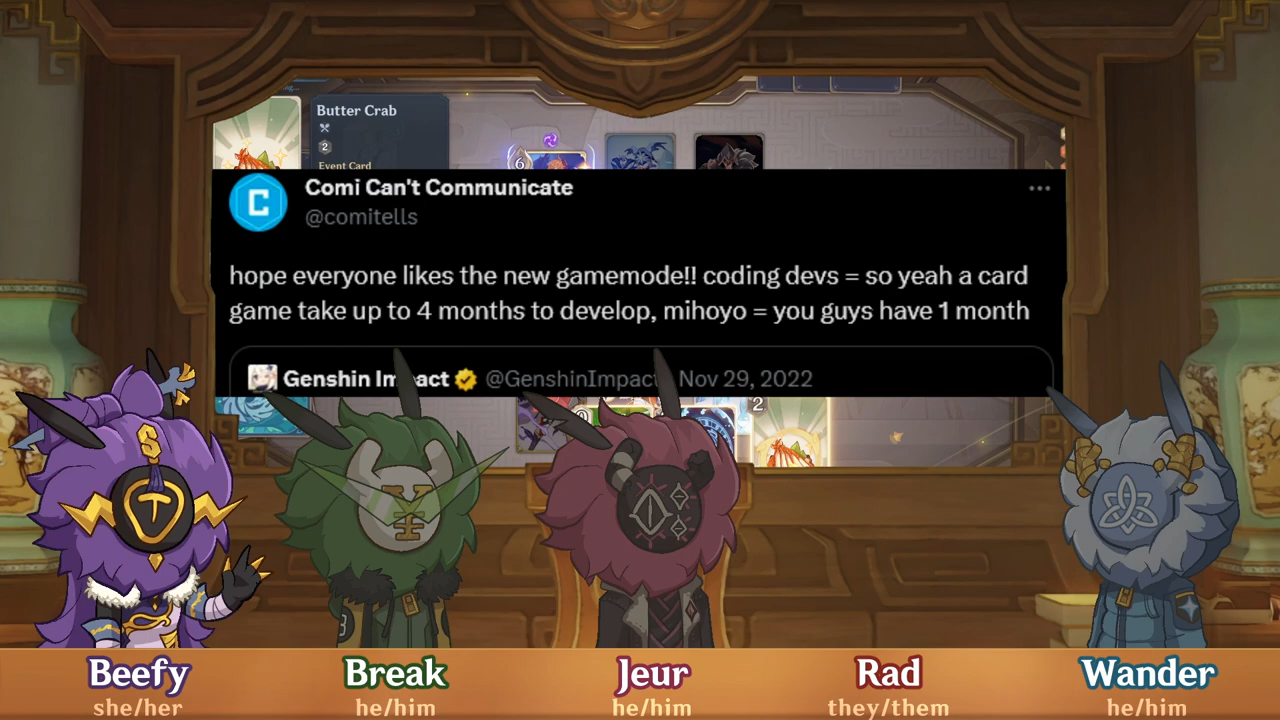 Butter Crab
2
Event Card
6
Comi Can't Communicate
@comitells
hope everyone likes the new gamemode!! coding devs = so yeah a card
game take up to 4 months to develop, mihoyo = you guys have 1 month
Genshin Impact @GenshinImpact Nov 29, 2022
2
Beefy
Break
Jeur
Rad
Wander
she/her
he/him
he/him
they/them
he/him